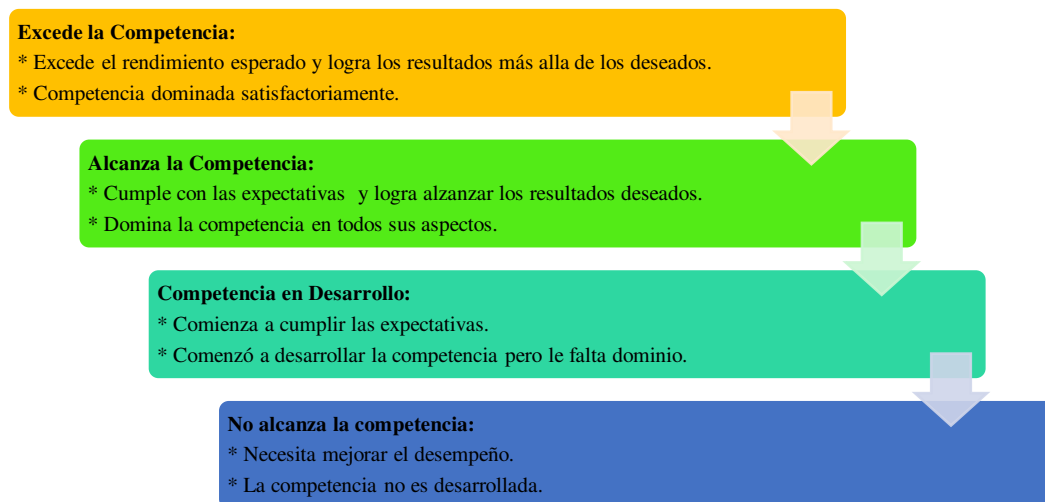 Excede la Competencia:
* Excede el rendimiento esperado y logra los resultados más alla de los deseados.
* Competencia dominada satisfactoriamente.
Alcanza la Competencia:
* Cumple con las expectativas y logra alzanzar los resultados deseados.
* Domina la competencia en todos sus aspectos.
Competencia en Desarrollo:
* Comienza a cumplir las expectativas.
* Comenzó a desarrollar la competencia pero le falta dominio.
No alcanza la competencia:
* Necesita mejorar el desempeño.
* La competencia no es desarrollada.